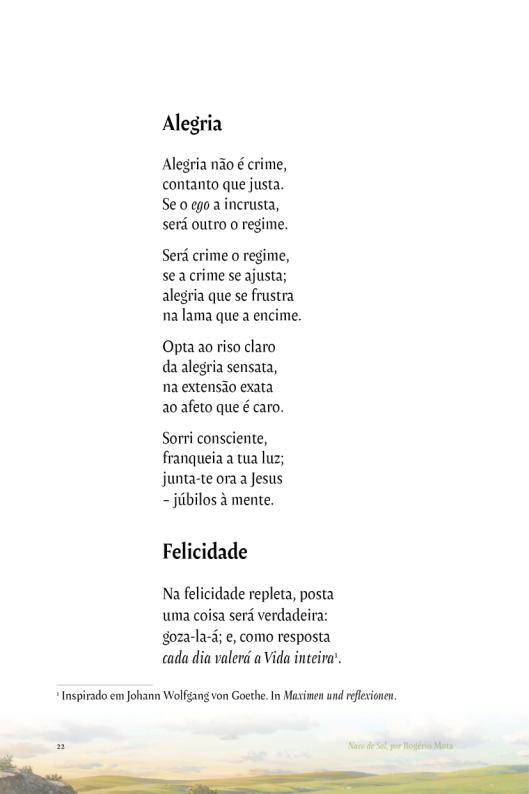 Alegria
Alegria não é crime,
contanto que justa.
Se o ego a incrusta,
será outro o regime.
Será crime o regime,
se a crime se ajusta;
alegria que se frustra
na lama que a encime.
Opta ao riso claro
da alegria sensata,
na extensão exata
ao afeto que é caro.
Sorri consciente,
franqueia a tua luz;
junta-te ora a Jesus
– júbilos à mente.
Felicidade
Na felicidade repleta, posta
uma coisa será verdadeira:
goza-la-á; e, como resposta
cada dia valerá a Vida inteira¹.
¹ Inspirado em Johann Wolfgang von Goethe. In Maximen und reflexionen.
22
Naco de Sol, por Rogério Mota